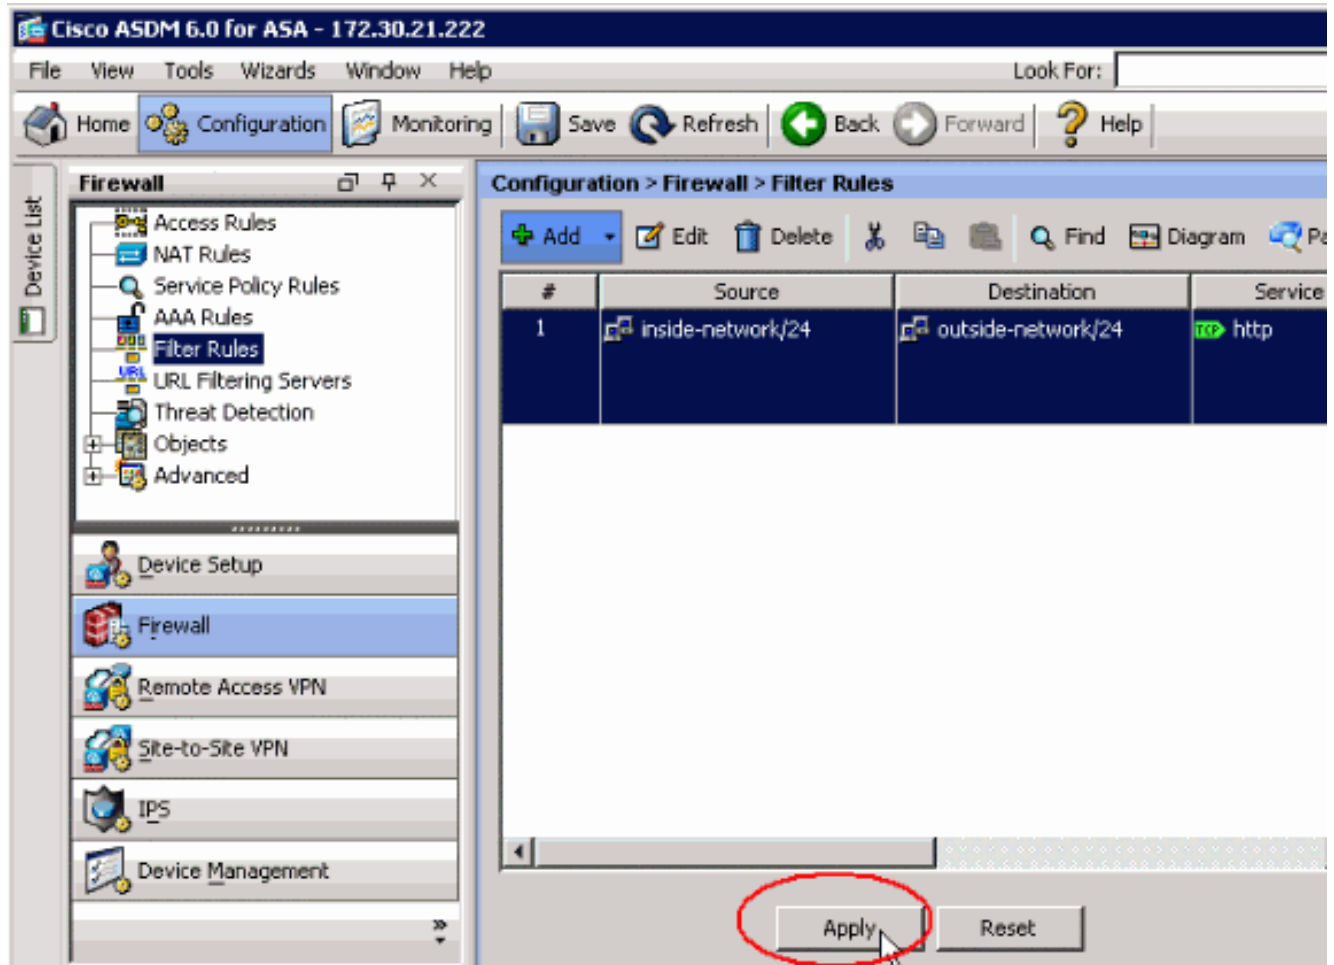 Cisco ASDM 6.0 for ASA - 172.30.21.222
File View Tools Wizards Window Help Look For:
Home Configuration Monitoring Save Refresh Back Forward Help
Device List
Firewall
Access Rules
NAT Rules
Service Policy Rules
AAA Rules
Filter Rules
URL Filtering Servers
Threat Detection
Objects
Advanced
Device Setup
Firewall
Remote Access VPN
Site-to-Site VPN
IPS
Device Management
Configuration > Firewall > Filter Rules
Add Edit Delete Find Diagram Pa
# Source Destination Service
1 inside-network/24 outside-network/24 TCP http
Apply Reset